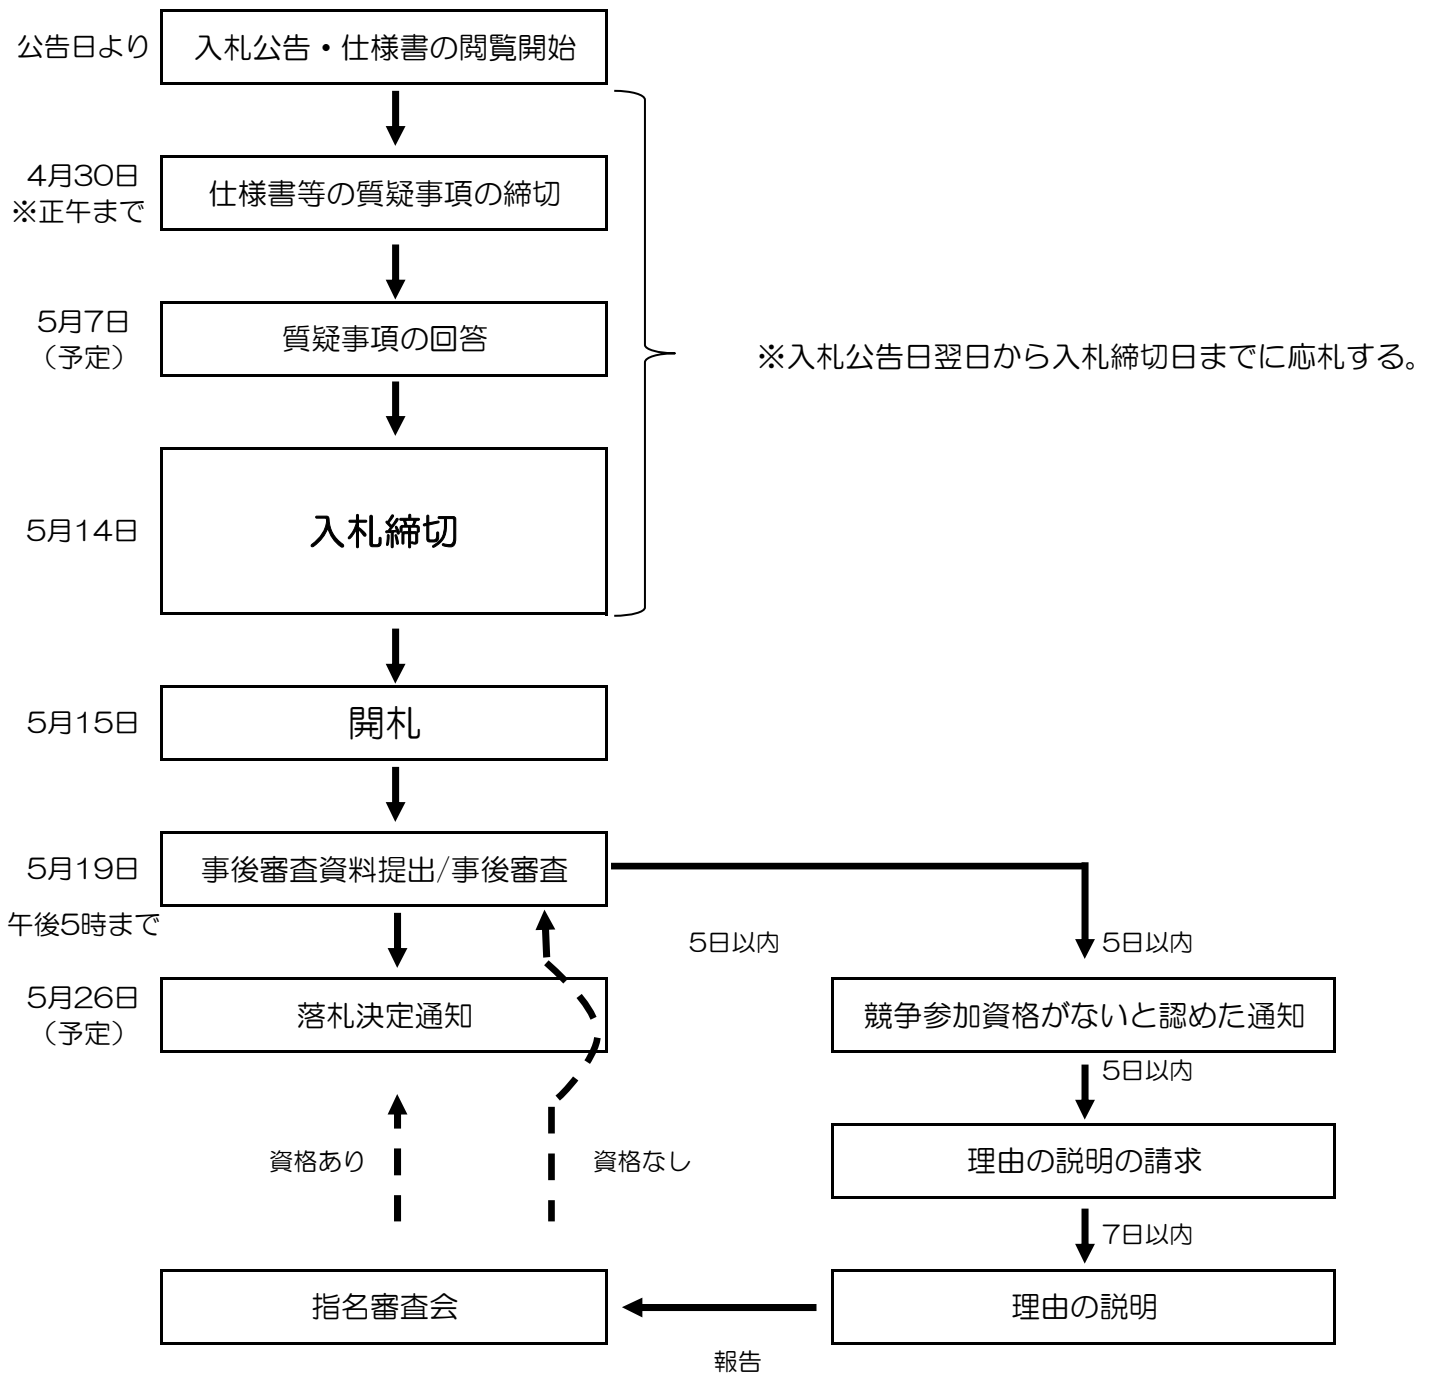 公告日より
入札公告・仕様書の閲覧開始
4月30日
※正午まで
仕様書等の質疑事項の締切
5月7日
（予定）
質疑事項の回答
※入札公告日翌日から入札締切日までに応札する。
5月14日
入札締切
5月15日
開札
5月19日
午後5時まで
事後審査資料提出/事後審査
5日以内
5日以内
5月26日
（予定）
落札決定通知
競争参加資格がないと認めた通知
5日以内
資格あり
資格なし
理由の説明の請求
7日以内
指名審査会
理由の説明
報告